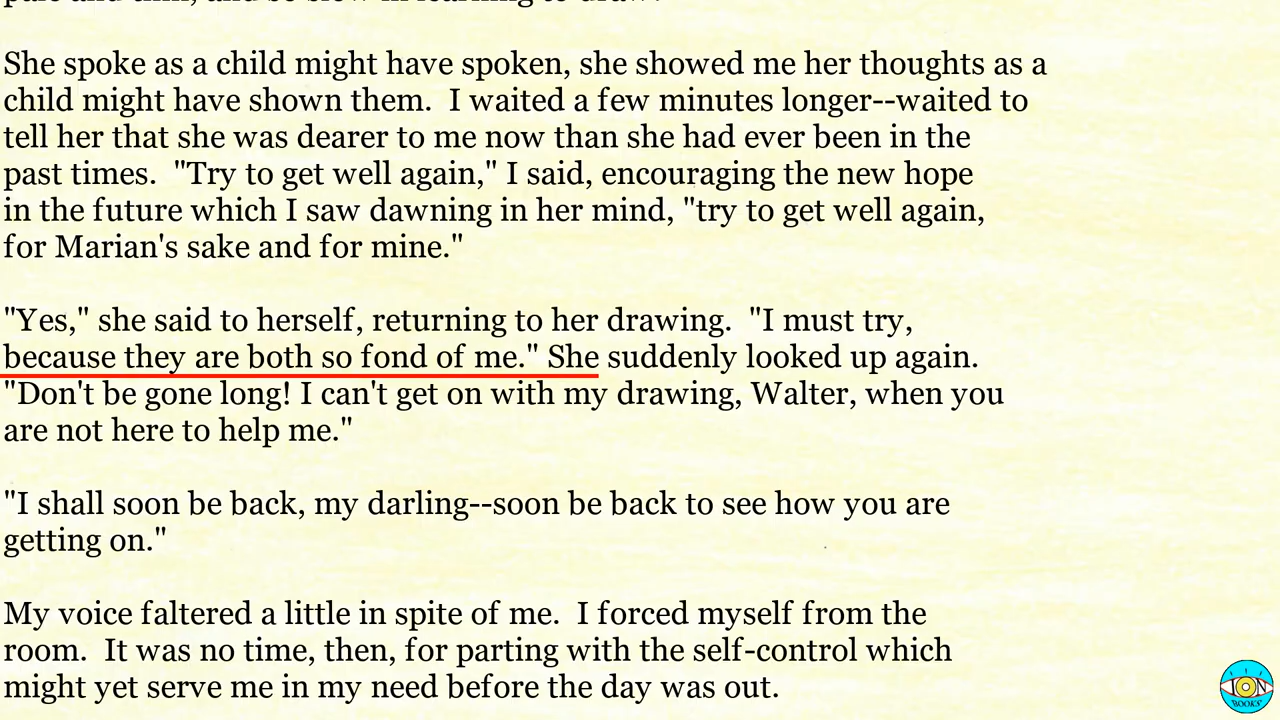 She spoke as a child might have spoken, she showed me her thoughts as a
child might have shown them.  I waited a few minutes longer--waited to
tell her that she was dearer to me now than she had ever been in the
past times.  "Try to get well again," I said, encouraging the new hope
in the future which I saw dawning in her mind, "try to get well again,
for Marian's sake and for mine."
"Yes," she said to herself, returning to her drawing.  "I must try,
because they are both so fond of me." She suddenly looked up again.
"Don't be gone long! I can't get on with my drawing, Walter, when you
are not here to help me."
"I shall soon be back, my darling--soon be back to see how you are
getting on."
My voice faltered a little in spite of me.  I forced myself from the
room.  It was no time, then, for parting with the self-control which
might yet serve me in my need before the day was out.
ION
BOOKS